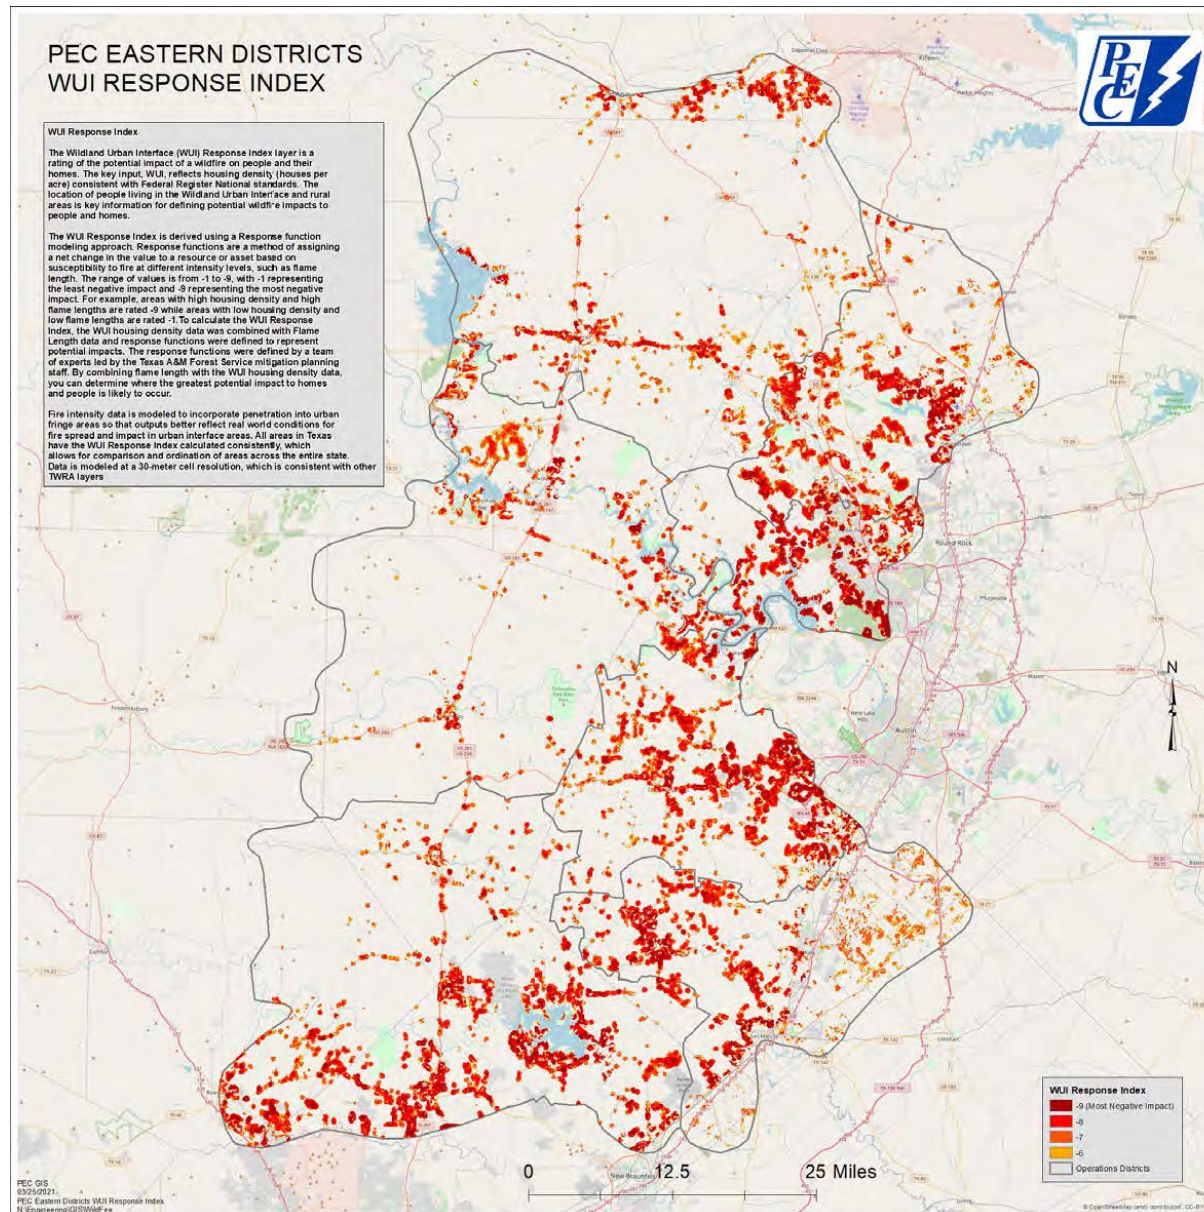 PEC EASTERN DISTRICTS
WUI RESPONSE INDEX
PEC
WUI Response Index
The Wildland Urban Interface (WUI) Response Index layer is a
rating of the potential impact of a wildfire on people and their
homes. The key input, WUI, reflects housing density (houses per
acre) consistent with Federal Register National standards. The
location of people living in the Wildland Urban Interface and rural
areas is key information for defining potential wildfire impacts to
people and homes.
The WUI Response Index is derived using a Response function
modeling approach. Response functions are a method of assigning
a net change in the value to a resource or asset based on
susceptibility to fire at different intensity levels, such as flame
length. The range of values is from -1 to -9, with -1 representing
the least negative impact and -9 representing the most negative
impact. For example, areas with high housing density and high
flame lengths are rated -9 while areas with low housing density and
low flame lengths are rated -1.To calculate the WUI Response
Index, the WUI housing density data was combined with Flame
Length data and response functions were defined to represent
potential impacts. The response functions were defined by a team
of experts led by the Texas A&M Forest Service mitigation planning
staff. By combining flame length with the WUI housing density data,
you can determine where the greatest potential impact to homes
and people is likely to occur.
Fire intensity data is modeled to incorporate penetration into urban
fringe areas so that outputs better reflect real world conditions for
fire spread and impact in urban interface areas. All areas in Texas
have the WUI Response Index calculated consistently, which
allows for comparison and ordination of areas across the entire state.
Data is modeled at a 30-meter cell resolution, which is consistent with other
TWRA layers
Copperas Cove
Killeen
Harker Heights
Round Rock
Pflugerville
Fredericksburg
West Lake
Hills
Austin
Manor
N
San Marcos
Lockhart
New Braunfels
WUI Response Index
-9 (Most Negative Impact)
-8
-7
-6
Operations Districts
0 12.5 25 Miles
PEC GIS
03/25/2021
PEC Eastern Districts WUI Response Index
N:\Engineering\GIS\WildFire